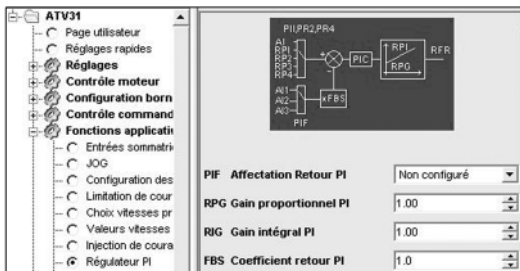 ATV31
Page utilisateur
Réglages rapides
Réglages
Contrôle moteur
Configuration born
Contrôle command
Fonctions applicati
Entrées sommatri
JOG
Configuration des
Limitation de cour
Choix vitesses pr
Valeurs vitesses
Injection de coura
Régulateur PI
PII,PR2,PR4
AI
RP1
RP2
RP3
RP4
+
-
PIC
RPI
RPG
RFR
AI1
AI2
AI3
xFBS
PIF
PIF Affectation Retour PI Non configuré
RPG Gain proportionnel PI 1.00
RIG Gain intégral PI 1.00
FBS Coefficient retour PI 1.0